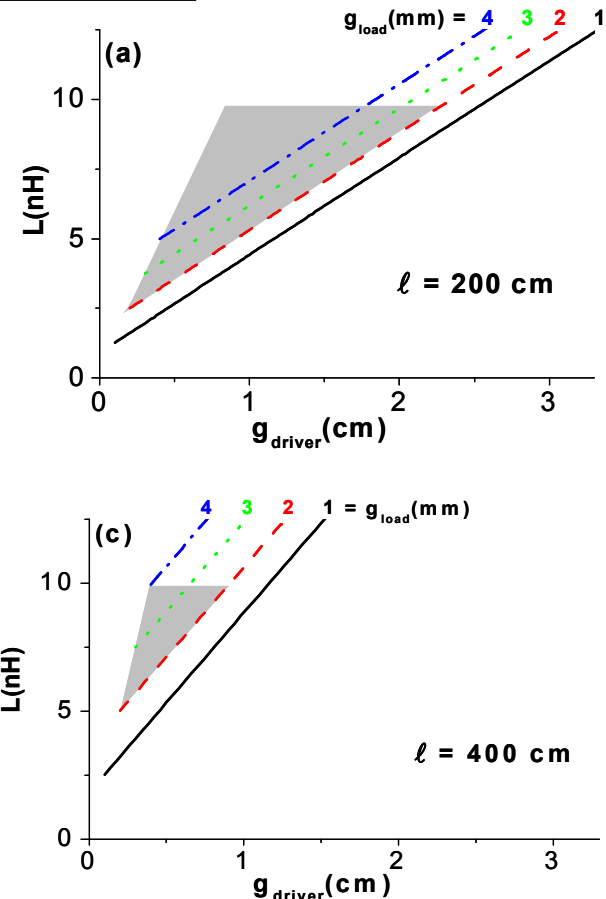 g_load(mm) = 4 3 2 1
(a)
10
L(nH)
5
ℓ = 200 cm
0
0 1 2 3
g_driver(cm)
4 3 2 1 = g_load(mm)
(c)
10
L(nH)
5
ℓ = 400 cm
0
0 1 2 3
g_driver(cm)